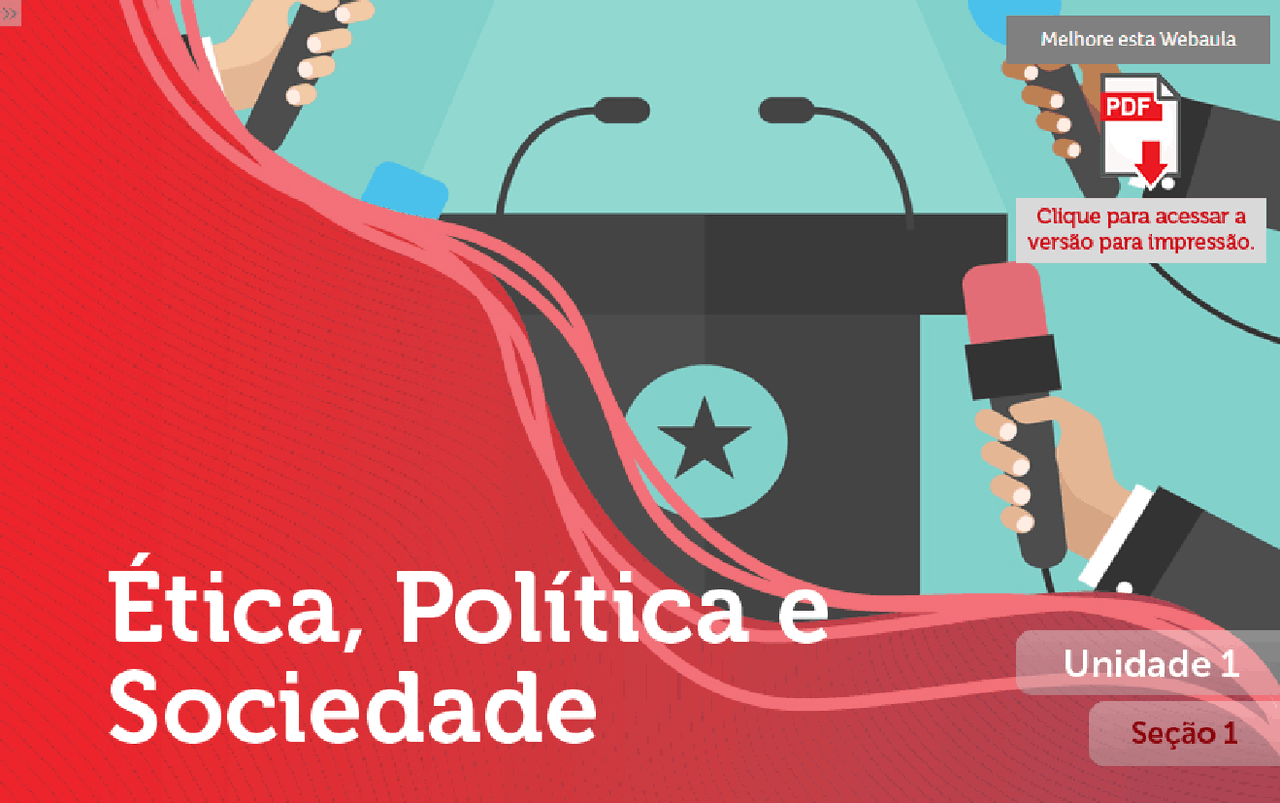 Melhore esta Webaula
PDF
Clique para acessar a
versão para impressão.
Ética, Política e
Sociedade
Unidade 1
Seção 1